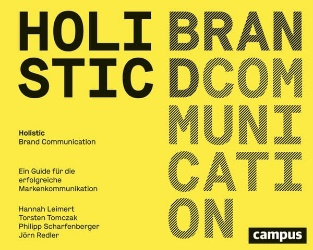 HOLI
STIC
BRAN
DCOM
MUNI
CATI
ON
Holistic
Brand Communication
Ein Guide für die
erfolgreiche
Markenkommunikation
Hannah Leimert
Torsten Tomczak
Philipp Scharfenberger
Jörn Redler
campus